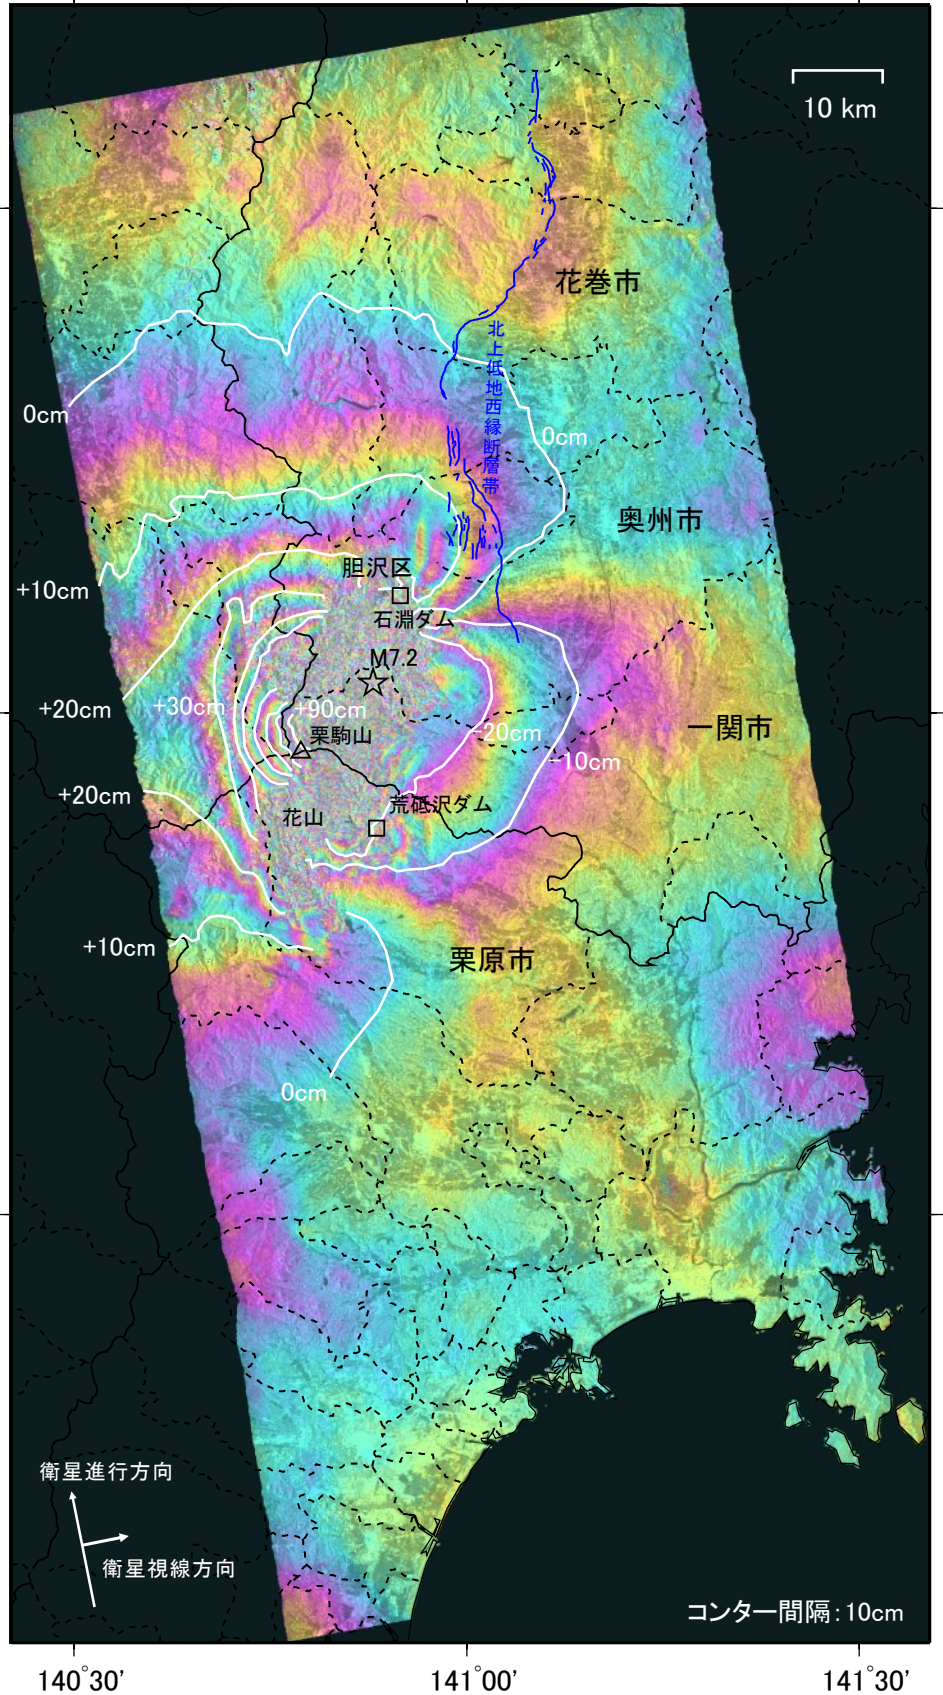 10 km
花巻市
北上低地西縁断層帯
0cm
0cm
奥州市
胆沢区
+10cm
石淵ダム
M7.2
+20cm
+30cm
+90cm
-20cm
一関市
栗駒山
-10cm
+20cm
荒砥沢ダム
花山
+10cm
栗原市
0cm
衛星進行方向
衛星視線方向
コンター間隔：10cm
140°30'
141°00'
141°30'